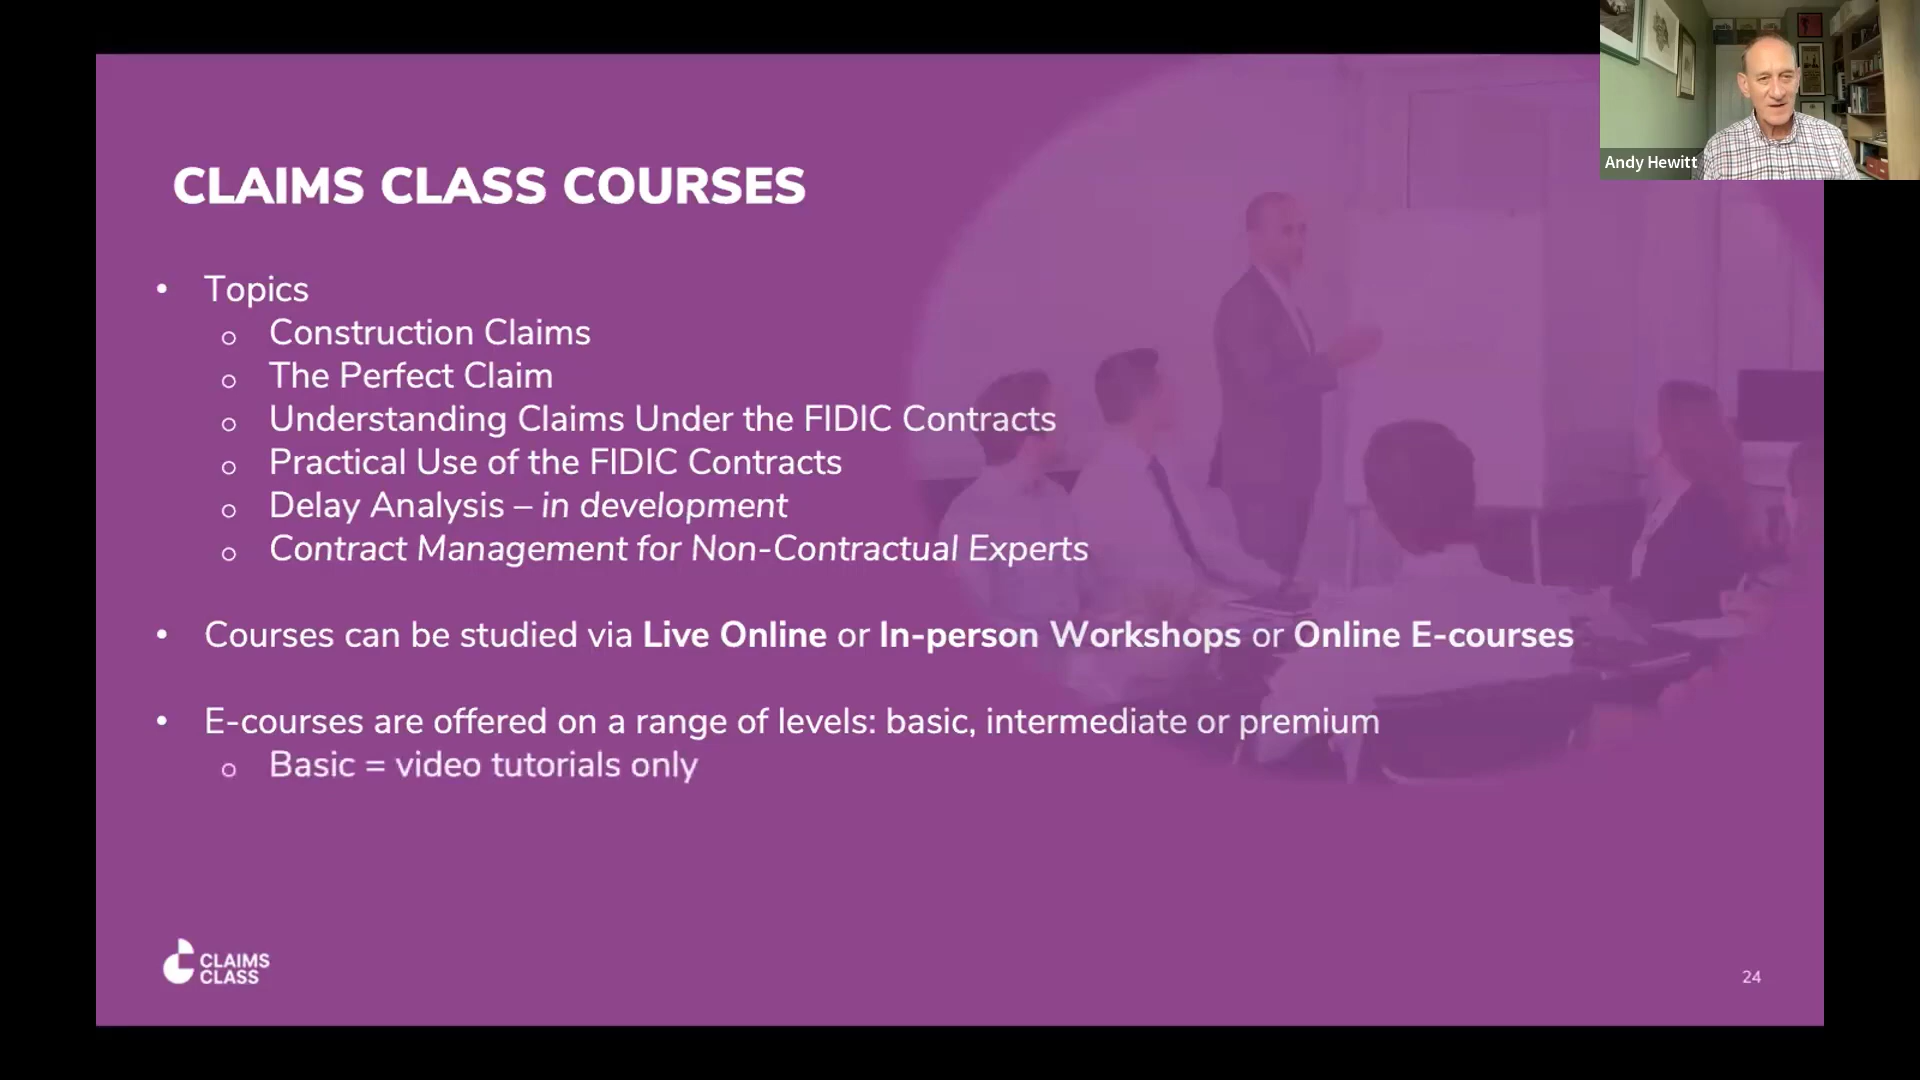 Andy Hewitt
CLAIMS CLASS COURSES
• Topics
o Construction Claims
o The Perfect Claim
o Understanding Claims Under the FIDIC Contracts
o Practical Use of the FIDIC Contracts
o Delay Analysis – in development
o Contract Management for Non-Contractual Experts
• Courses can be studied via Live Online or In-person Workshops or Online E-courses
• E-courses are offered on a range of levels: basic, intermediate or premium
o Basic = video tutorials only
CLAIMS
CLASS
24